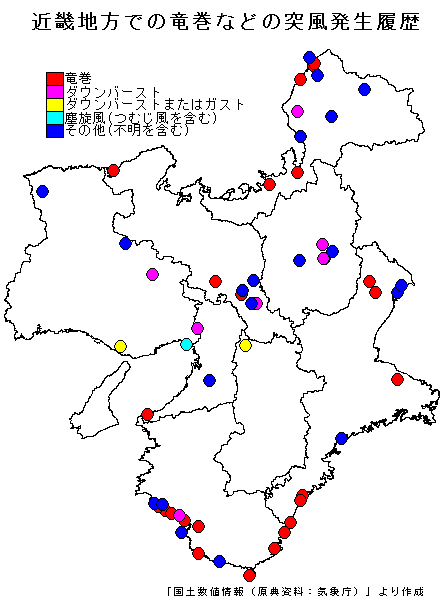 近畿地方での竜巻などの突風発生履歴
竜巻
ダウンバースト
ダウンバーストまたはガスト
塵旋風(つむじ風を含む)
その他(不明を含む)
「国土数値情報（原典資料：気象庁）」より作成